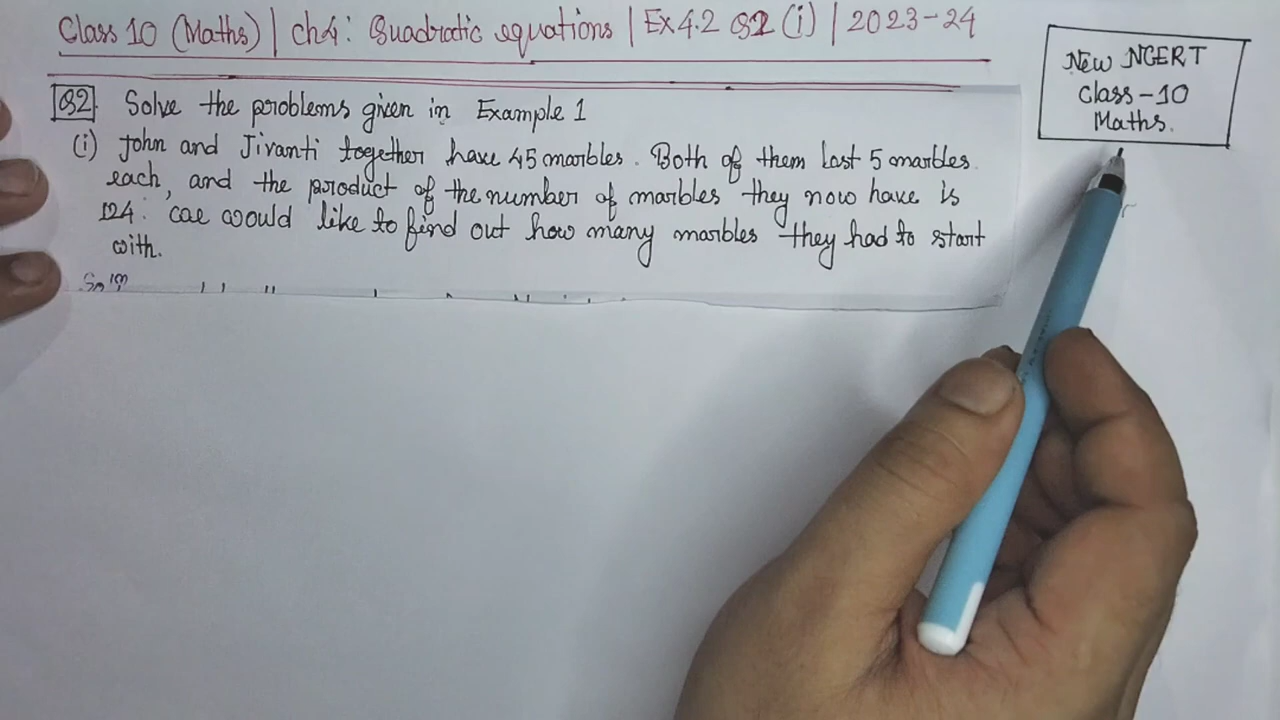 Class 10 (Maths) | ch4: Quadratic equations | Ex 4.2 Q2 (i) | 2023-24
New NCERT
Class-10
Maths.
Q2. Solve the problems given in Example 1
(i) John and Jivanti together have 45 marbles. Both of them lost 5 marbles
each, and the product of the number of marbles they now have is
124. we would like to find out how many marbles they had to start
with.
Solⁿ